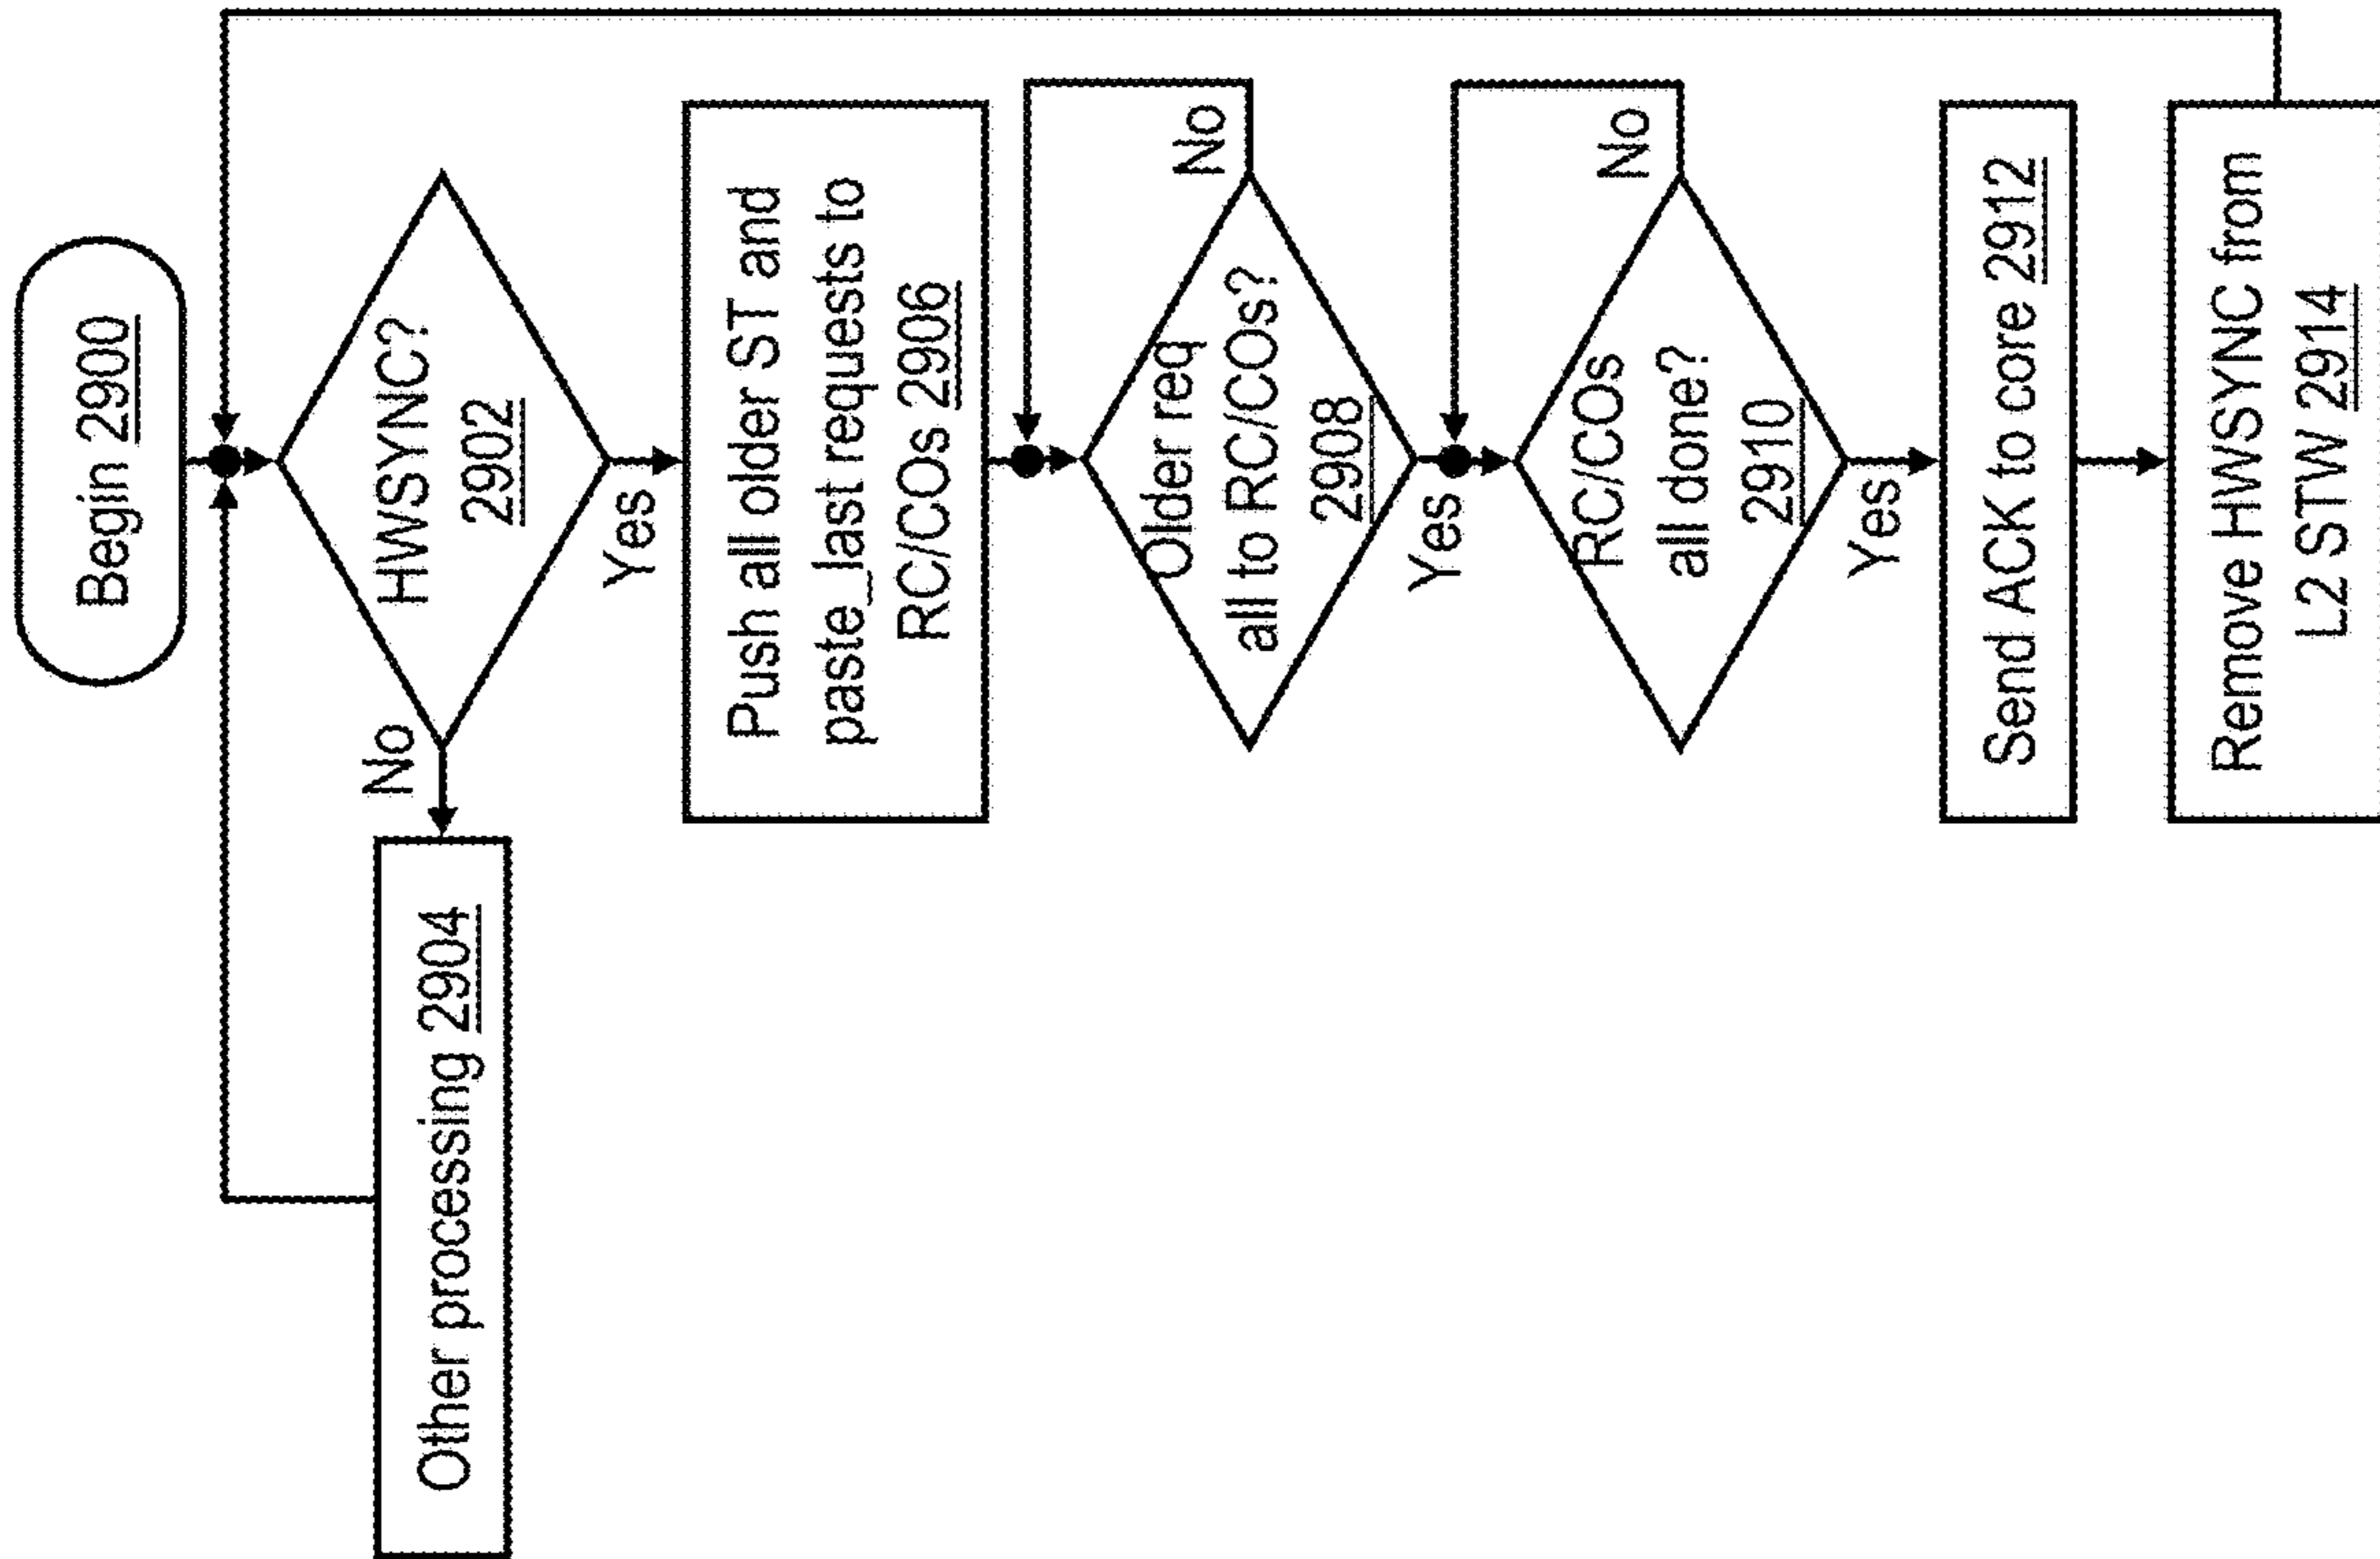 Begin 2900
HWSYNC?
2902
No
Other processing 2904
Yes
Push all older ST and
paste_last requests to
RC/COs 2906
Older req
all to RC/COs?
2908
No
Yes
RC/COs
all done?
2910
No
Yes
Send ACK to core 2912
Remove HWSYNC from
L2 STW 2914